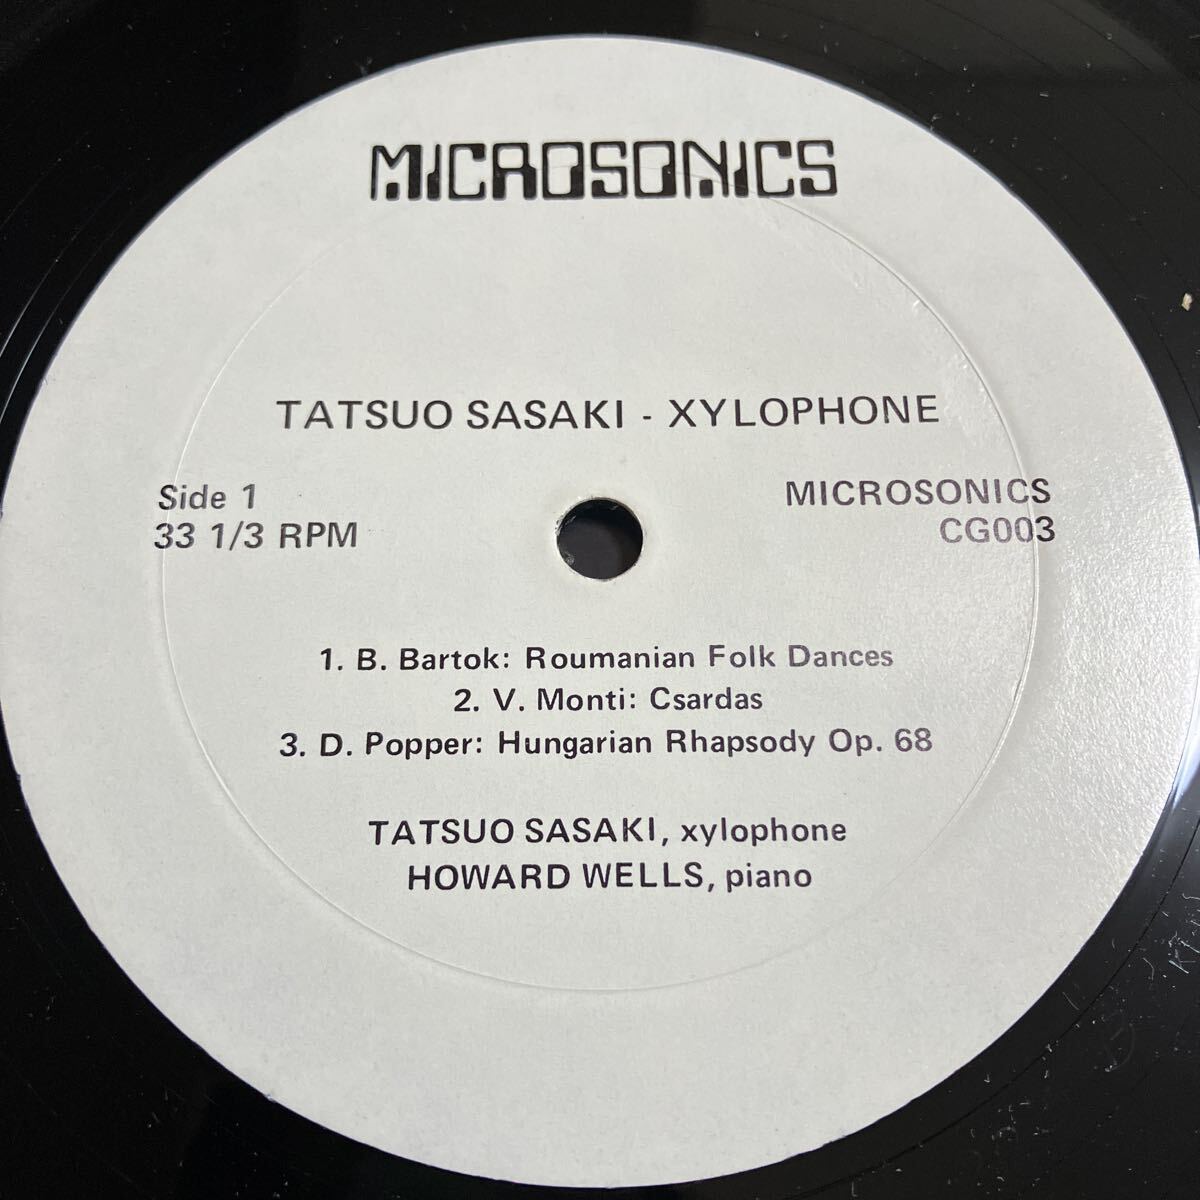 MICROSONICS
TATSUO SASAKI - XYLOPHONE
Side 1
33 1/3 RPM
MICROSONICS
CG003
1. B. Bartok: Roumanian Folk Dances
2. V. Monti: Csardas
3. D. Popper: Hungarian Rhapsody Op. 68
TATSUO SASAKI, xylophone
HOWARD WELLS, piano